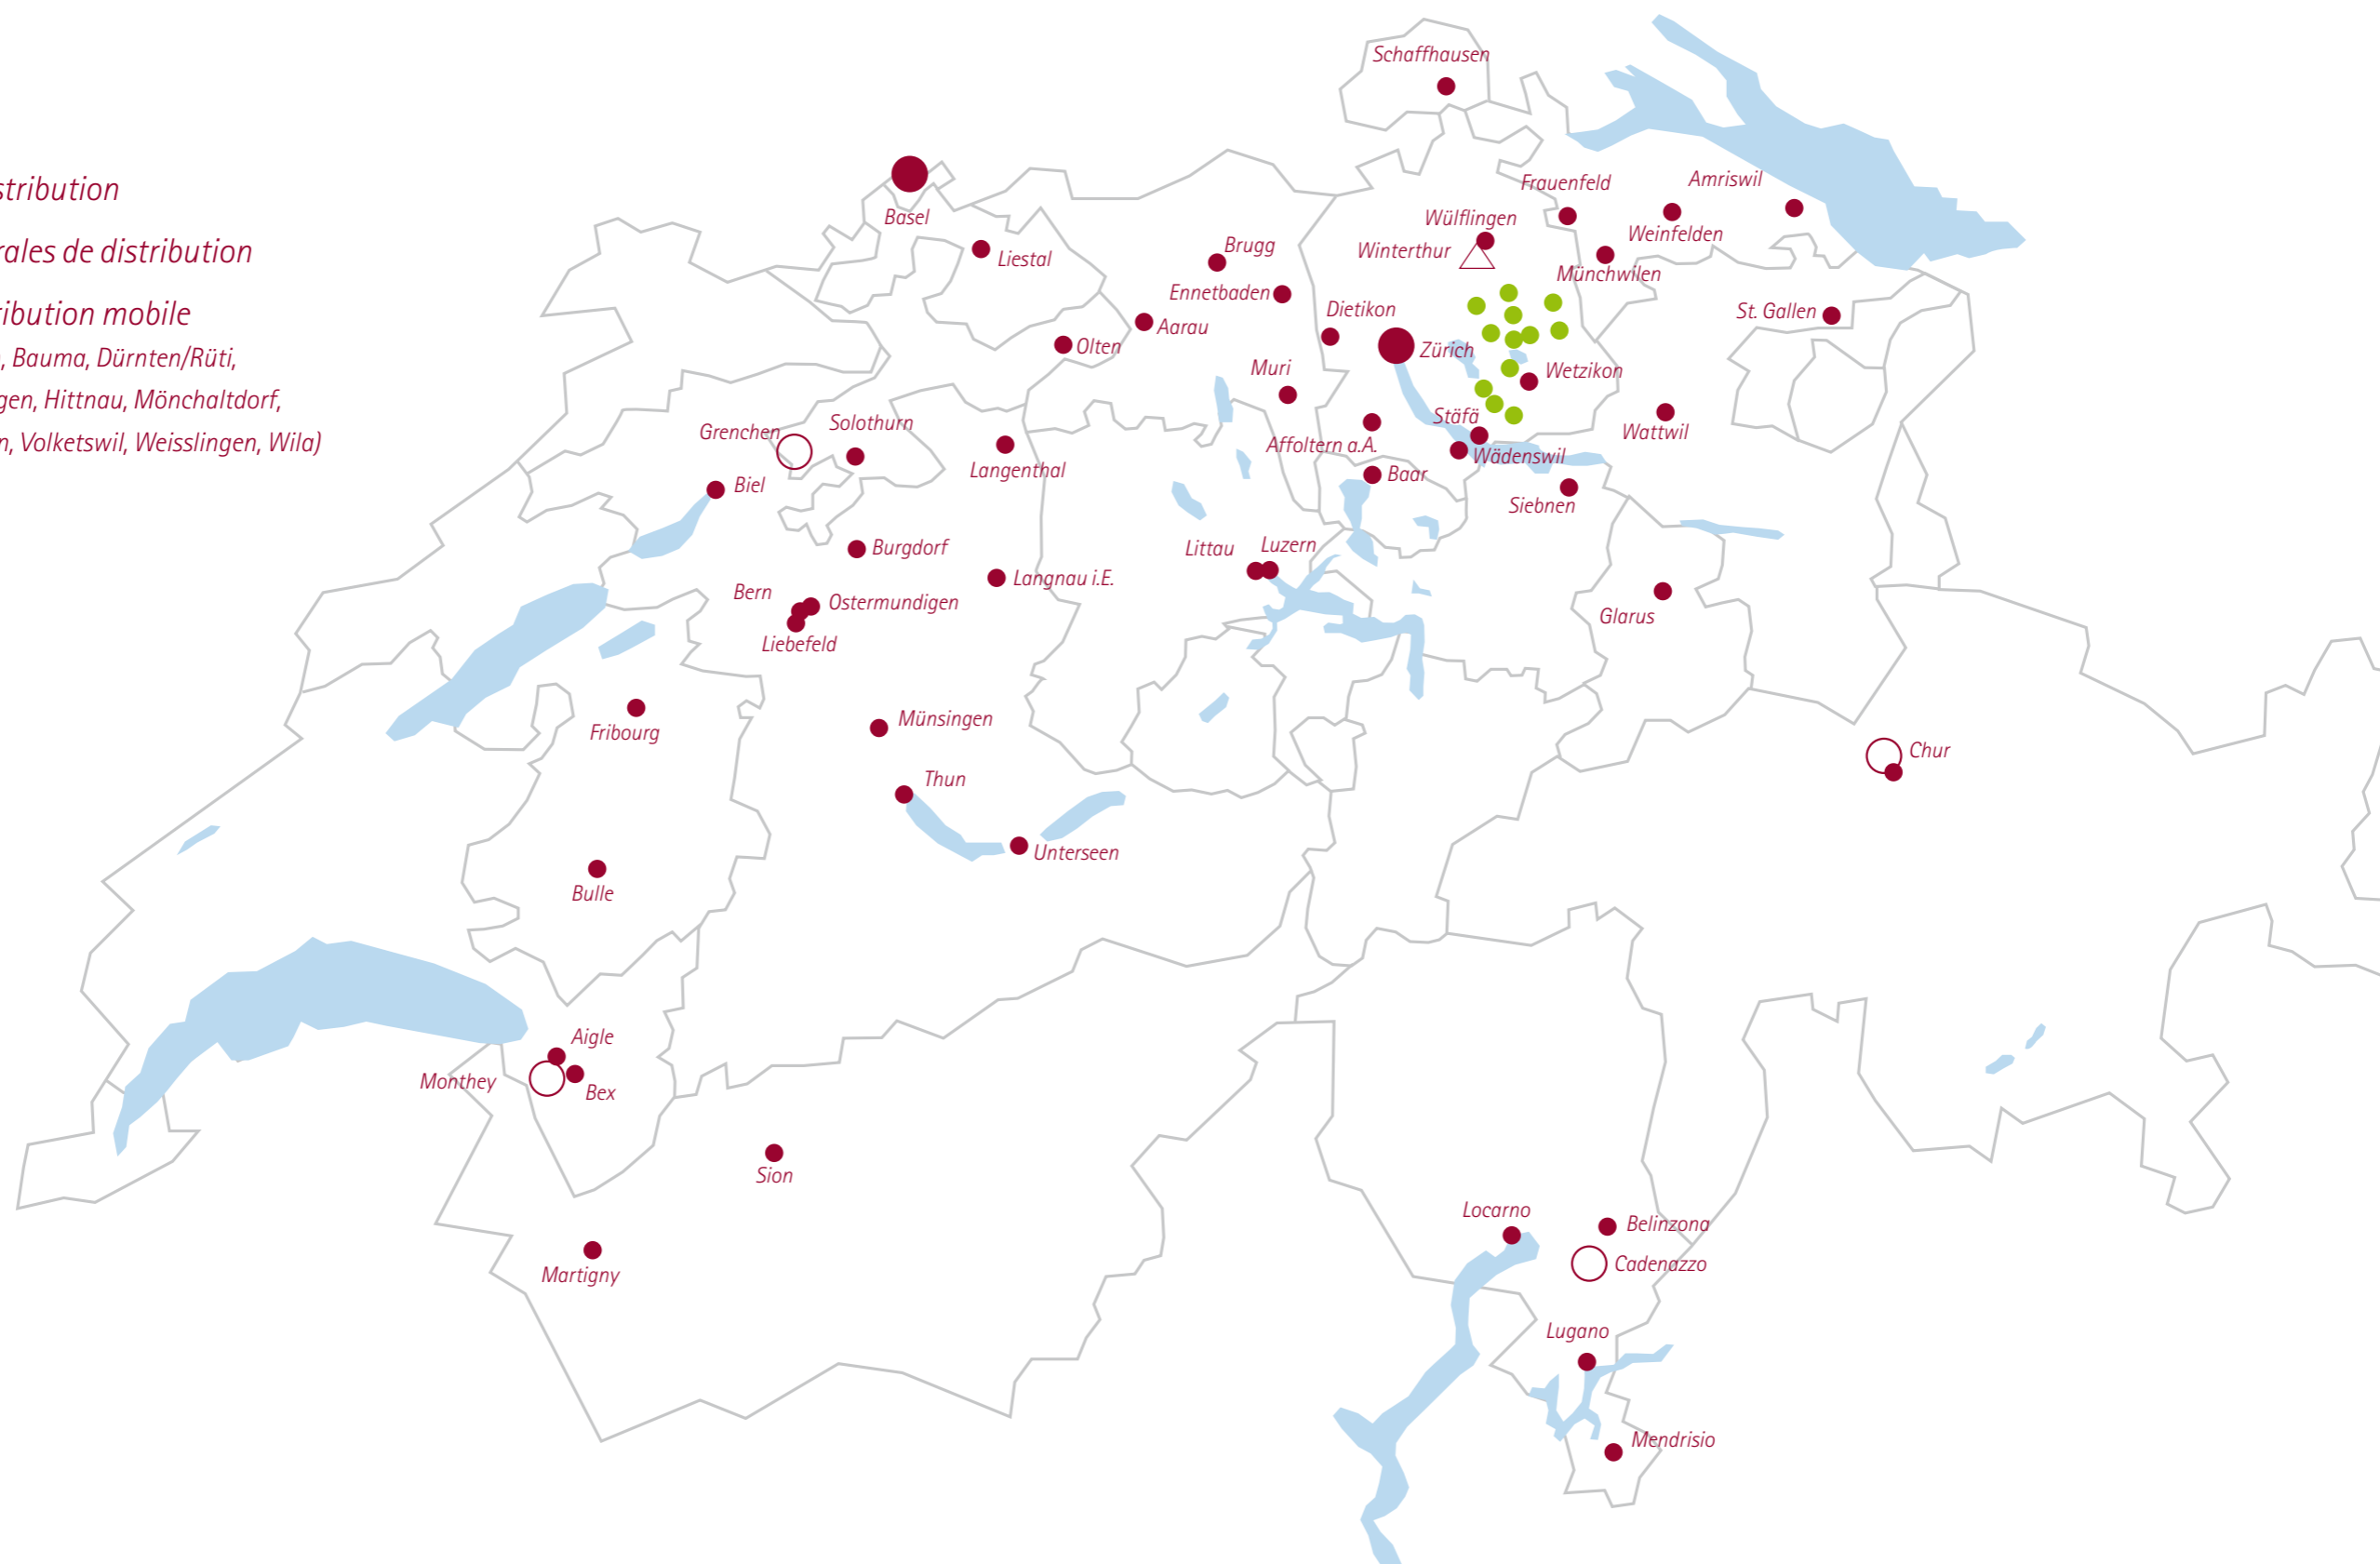 stribution
rales de distribution
ribution mobile
, Bauma, Dürnten/Rüti,
gen, Hittnau, Mönchaltdorf,
n, Volketswil, Weisslingen, Wila)
Schaffhausen
Basel
Liestal
Frauenfeld
Amriswil
Wülflingen
Weinfelden
Winterthur
Münchwilen
Brugg
Ennetbaden
Dietikon
St. Gallen
Aarau
Olten
Zürich
Muri
Wetzikon
Grenchen
Solothurn
Stäfä
Wattwil
Affoltern a.A.
Langenthal
Wädenswil
Baar
Biel
Siebnen
Burgdorf
Littau
Luzern
Langnau i.E.
Bern
Ostermundigen
Liebefeld
Glarus
Fribourg
Münsingen
Chur
Thun
Unterseen
Bulle
Aigle
Monthey
Bex
Sion
Martigny
Locarno
Belinzona
Cadenazzo
Lugano
Mendrisio